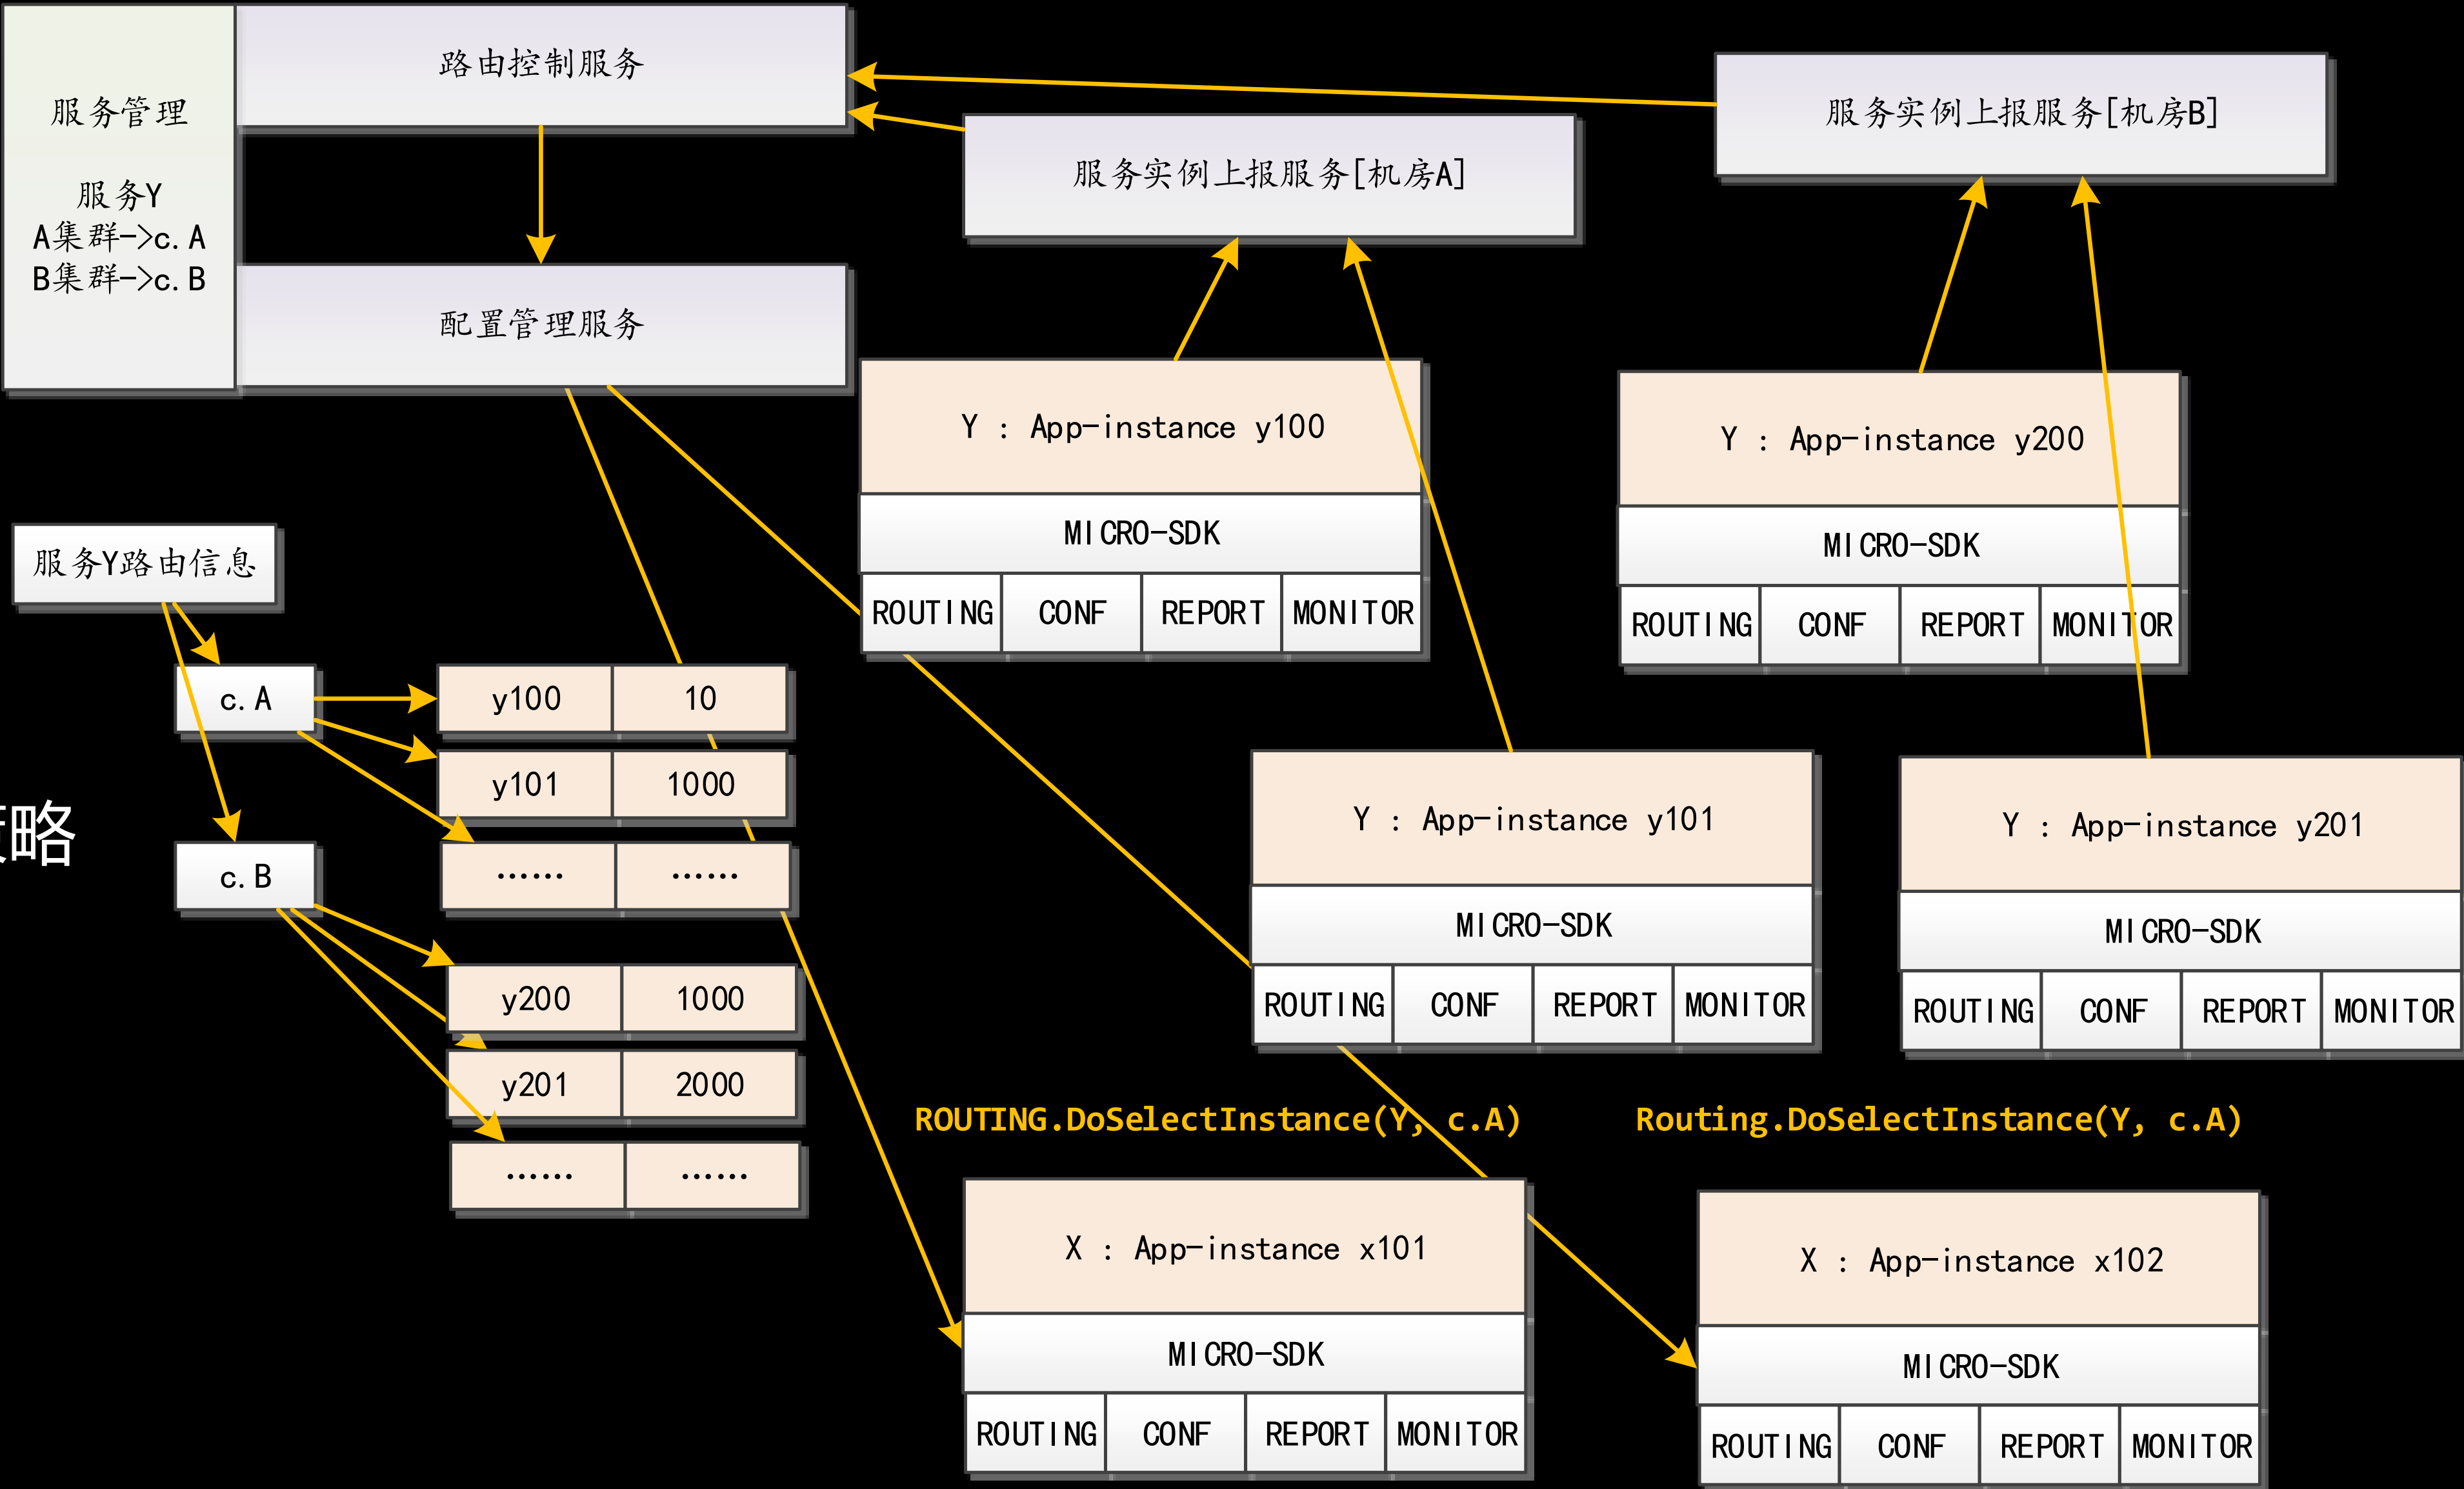 服务管理
服务Y
A集群->c.A
B集群->c.B
路由控制服务
配置管理服务
服务实例上报服务[机房A]
服务实例上报服务[机房B]
Y : App-instance y100
MICRO-SDK
ROUTING CONF REPORT MONITOR
Y : App-instance y200
MICRO-SDK
ROUTING CONF REPORT MONITOR
服务Y路由信息
c.A
y100 10
y101 1000
…… ……
c.B
y200 1000
y201 2000
…… ……
略
Y : App-instance y101
MICRO-SDK
ROUTING CONF REPORT MONITOR
Y : App-instance y201
MICRO-SDK
ROUTING CONF REPORT MONITOR
ROUTING.DoSelectInstance(Y, c.A)
Routing.DoSelectInstance(Y, c.A)
X : App-instance x101
MICRO-SDK
ROUTING CONF REPORT MONITOR
X : App-instance x102
MICRO-SDK
ROUTING CONF REPORT MONITOR